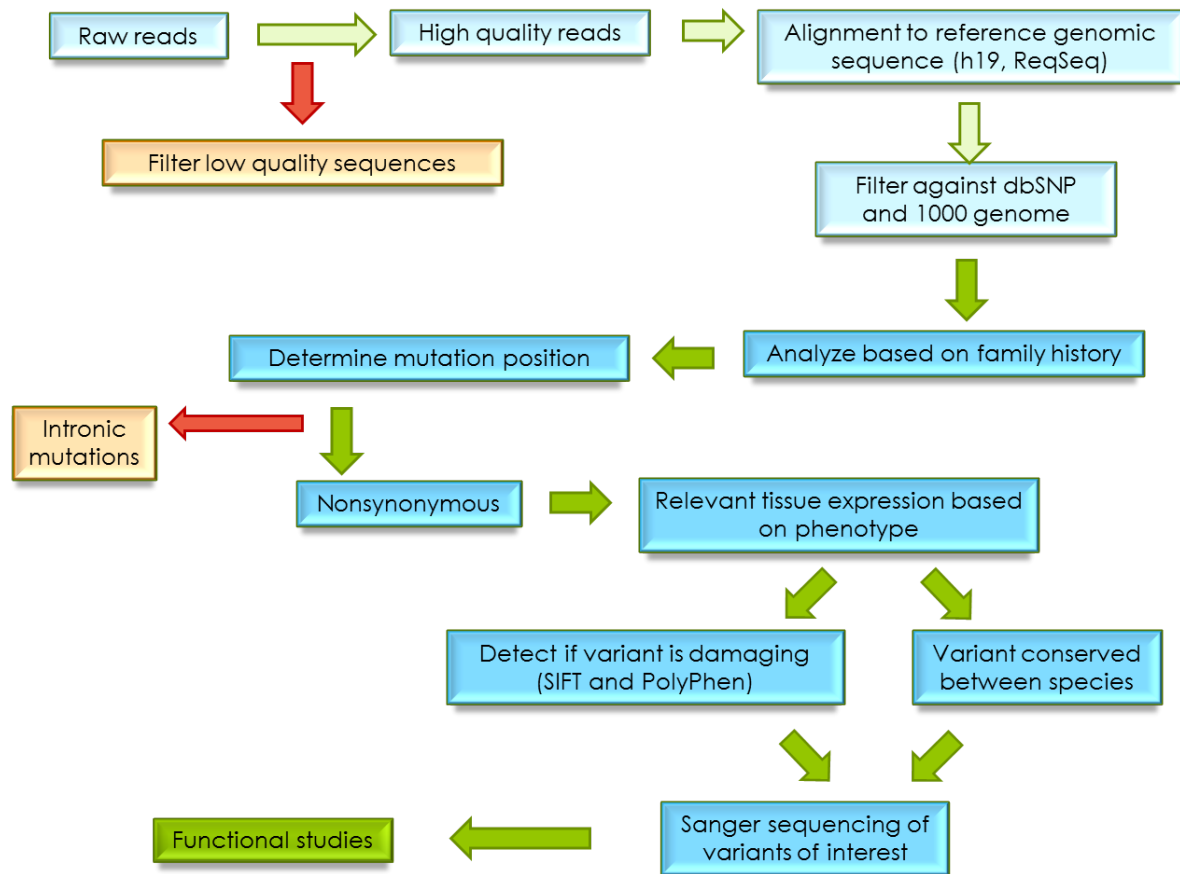 Raw reads
High quality reads
Alignment to reference genomic
sequence (h19, ReqSeq)
Filter low quality sequences
Filter against dbSNP
and 1000 genome
Determine mutation position
Analyze based on family history
Intronic
mutations
Nonsynonymous
Relevant tissue expression based
on phenotype
Detect if variant is damaging
(SIFT and PolyPhen)
Variant conserved
between species
Functional studies
Sanger sequencing of
variants of interest